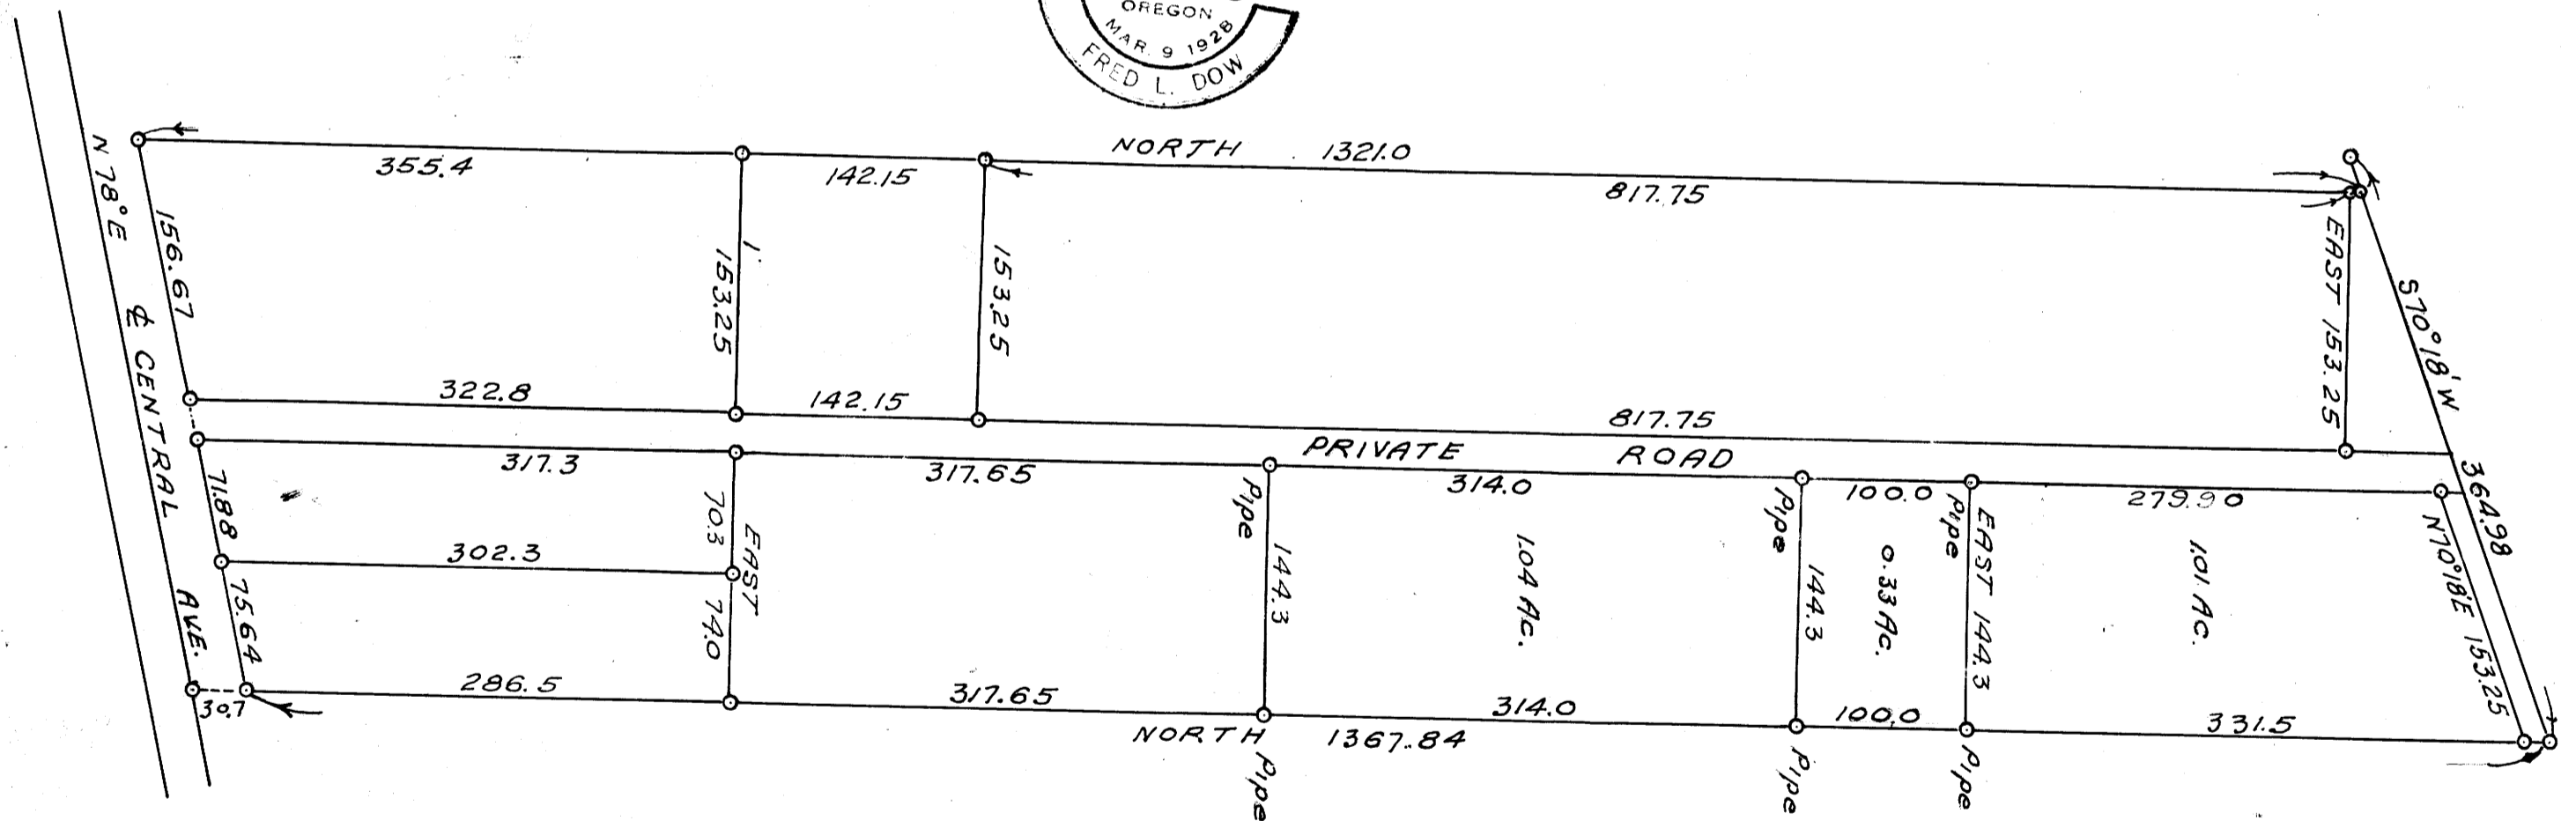 OREGON
MAR. 9 1928
FRED L. DOW
N 78° E
℄ CENTRAL AVE.
NORTH 1321.0
355.4
142.15
817.75
156.67
1.
153.25
153.25
EAST 153.25
S70°18'W
364.98
322.8
142.15
817.75
PRIVATE ROAD
317.3
317.65
314.0
100.0
279.90
71.88
70.3
EAST
74.0
302.3
75.64
Pipe
144.3
1.04 Ac.
Pipe
144.3
0.33 Ac.
Pipe
EAST 144.3
1.01 Ac.
N70°18'E 153.25
30.7
286.5
317.65
314.0
100.0
331.5
NORTH 1367.84
Pipe
Pipe
Pipe